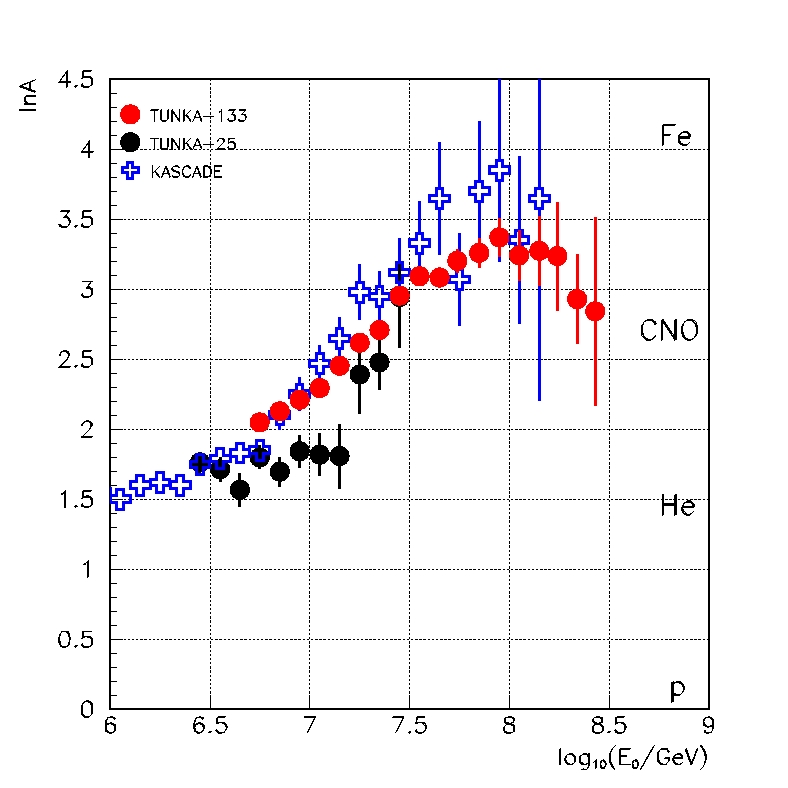 lnA
4.5
4
3.5
3
2.5
2
1.5
1
0.5
0
TUNKA-133
TUNKA-25
KASCADE
Fe
CNO
He
p
6 6.5 7 7.5 8 8.5 9
log₁₀(E₀/GeV)